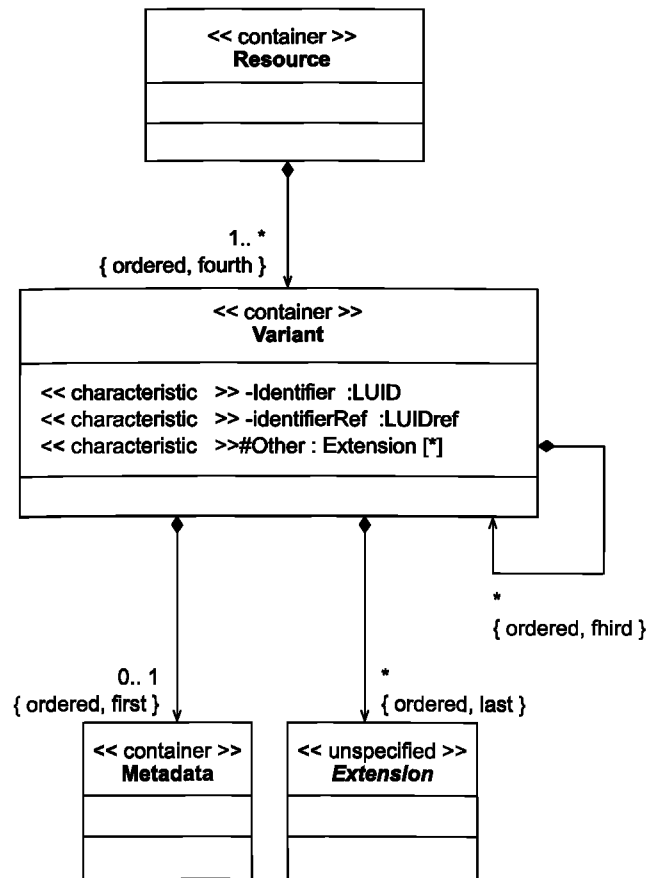 << container >>
Resource
1.. *
{ ordered, fourth }
<< container >>
Variant
<< characteristic >> -Identifier :LUID
<< characteristic >> -identifierRef :LUIDref
<< characteristic >>#Other : Extension [*]
*
{ ordered, fhird }
0.. 1
{ ordered, first }
*
{ ordered, last }
<< container >>
Metadata
<< unspecified >>
Extension